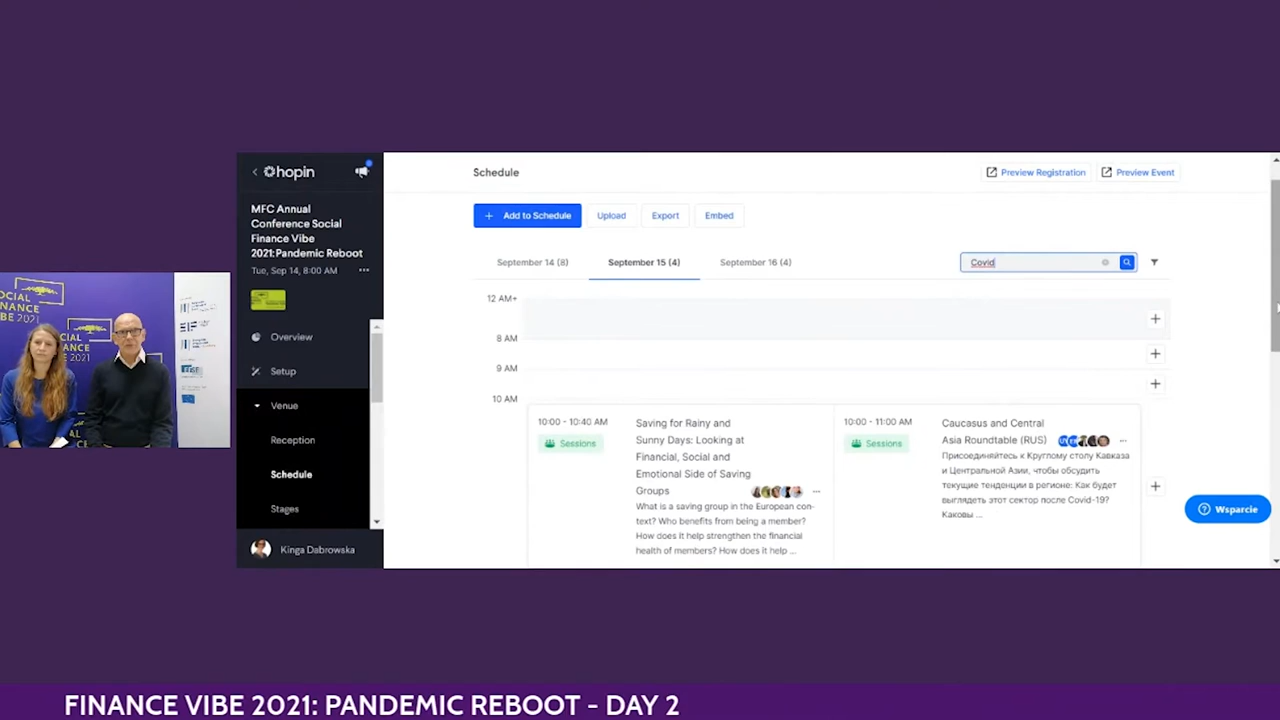 SOCIAL
FINANCE
VIBE 2021
SOCIAL
FINANCE
2021
hopin
MFC Annual
Conference Social
Finance Vibe
2021:Pandemic Reboot
Tue, Sep 14, 8:00 AM
Overview
Setup
Venue
Reception
Schedule
Stages
Kinga Dabrowska
Schedule
Preview Registration
Preview Event
+ Add to Schedule
Upload
Export
Embed
September 14 (8)
September 15 (4)
September 16 (4)
Covid
12 AM+
8 AM
9 AM
10 AM
10:00 - 10:40 AM
Sessions
Saving for Rainy and
Sunny Days: Looking at
Financial, Social and
Emotional Side of Saving
Groups
What is a saving group in the European con-
text? Who benefits from being a member?
How does it help strengthen the financial
health of members? How does it help ...
10:00 - 11:00 AM
Sessions
Caucasus and Central
Asia Roundtable (RUS)
Присоединяйтесь к Круглому столу Кавказа
и Центральной Азии, чтобы обсудить
текущие тенденции в регионе: Как будет
выглядеть этот сектор после Covid-19?
Каковы ...
Wsparcie
FINANCE VIBE 2021: PANDEMIC REBOOT - DAY 2